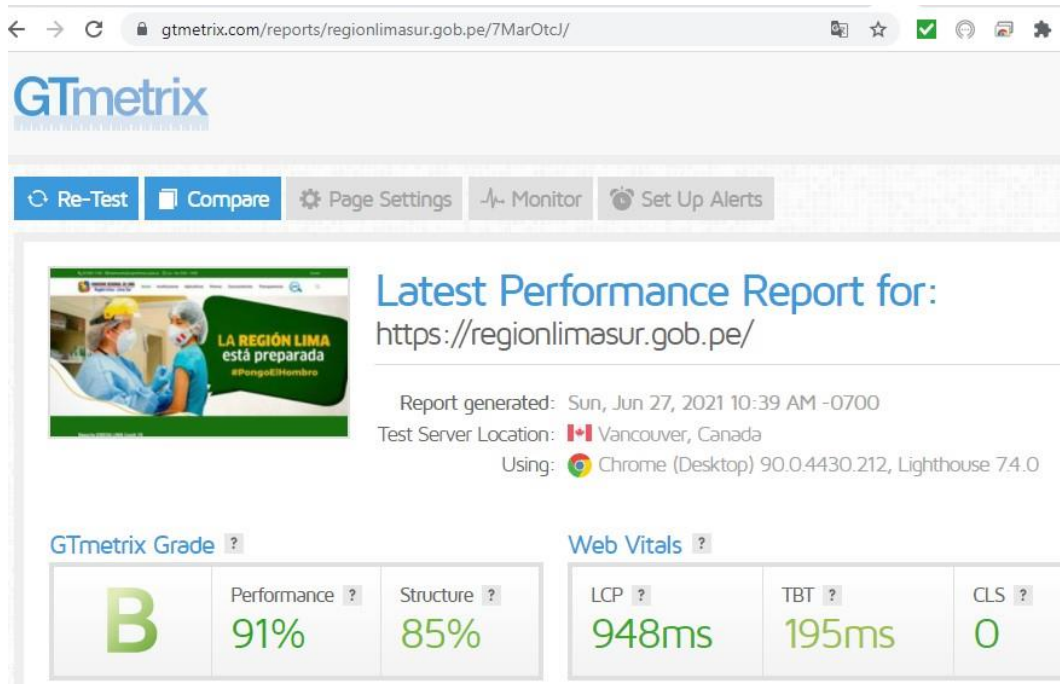 gtmetrix.com/reports/regionlimasur.gob.pe/7MarOtcJ/
GTmetrix
Re-Test Compare Page Settings Monitor Set Up Alerts
LA REGIÓN LIMA
está preparada
#PongoElHombro
Latest Performance Report for:
https://regionlimasur.gob.pe/
Report generated: Sun, Jun 27, 2021 10:39 AM -0700
Test Server Location: Vancouver, Canada
Using: Chrome (Desktop) 90.0.4430.212, Lighthouse 7.4.0
GTmetrix Grade ? Web Vitals ?
B Performance ? Structure ? LCP ? TBT ? CLS ?
91% 85% 948ms 195ms 0